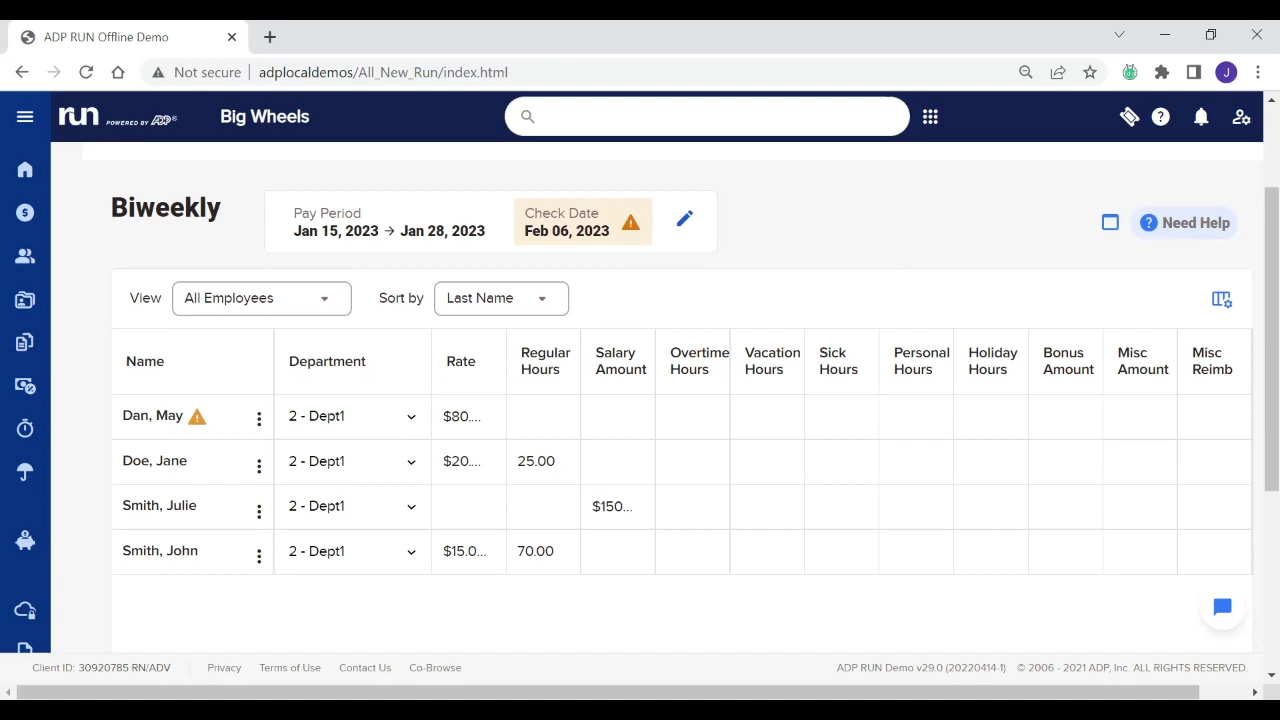 ADP RUN Offline Demo
Not secure adplocaldemos/All_New_Run/index.html
J
run POWERED BY ADP Big Wheels
Biweekly
Pay Period
Jan 15, 2023 → Jan 28, 2023
Check Date
Feb 06, 2023
Need Help
View All Employees Sort by Last Name
Name Department Rate Regular Hours Salary Amount Overtime Hours Vacation Hours Sick Hours Personal Hours Holiday Hours Bonus Amount Misc Amount Misc Reimb
Dan, May 2 - Dept1 $80....
Doe, Jane 2 - Dept1 $20.... 25.00
Smith, Julie 2 - Dept1 $150...
Smith, John 2 - Dept1 $15.0... 70.00
Client ID: 30920785 RN/ADV Privacy Terms of Use Contact Us Co-Browse ADP RUN Demo v29.0 (20220414-1) © 2006 - 2021 ADP, Inc. ALL RIGHTS RESERVED.